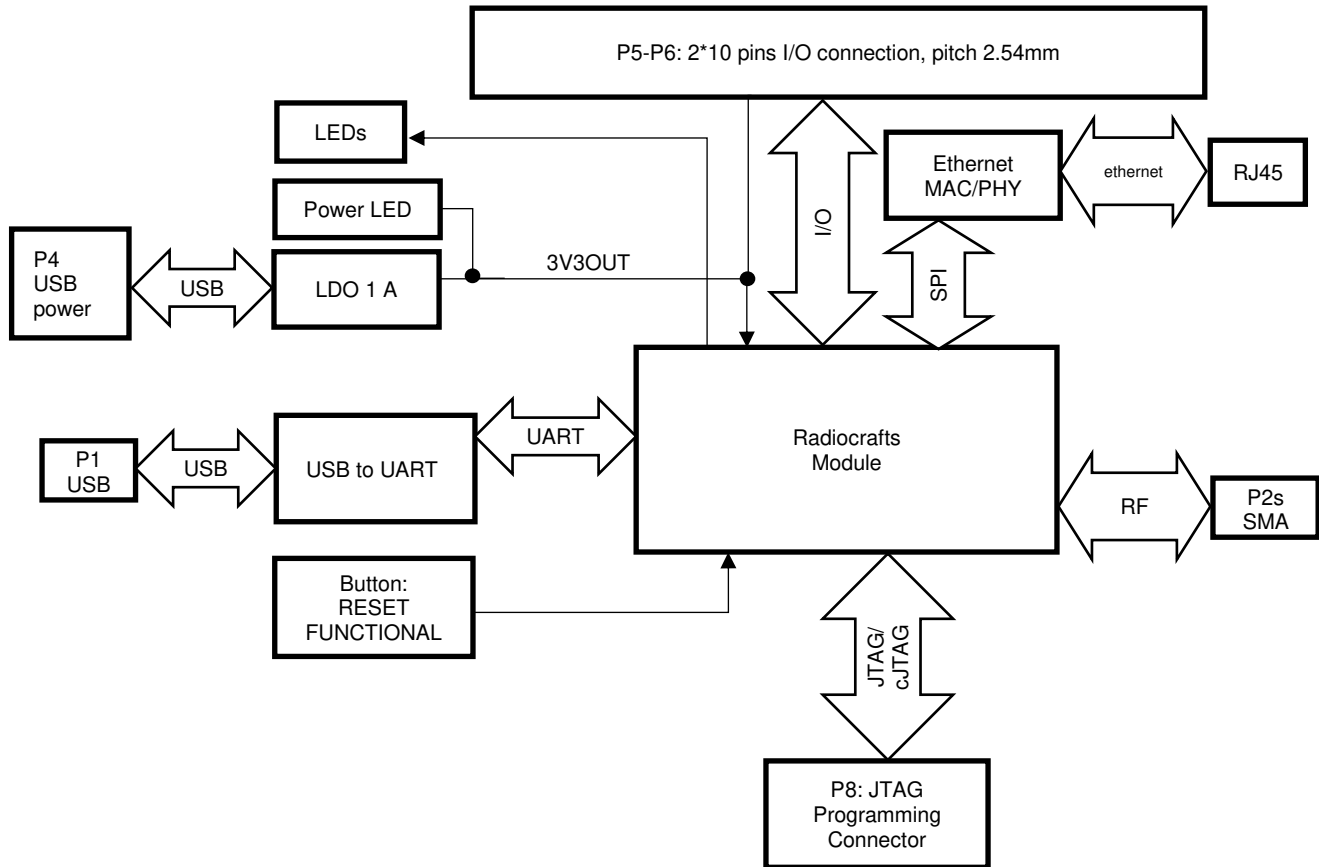 P5-P6: 2*10 pins I/O connection, pitch 2.54mm
LEDs
Ethernet
MAC/PHY
ethernet
RJ45
Power LED
I/O
P4
USB
power
USB
LDO 1 A
3V3OUT
SPI
Radiocrafts
Module
P1
USB
USB
USB to UART
UART
RF
P2s
SMA
Button:
RESET
FUNCTIONAL
JTAG/
cJTAG
P8: JTAG
Programming
Connector